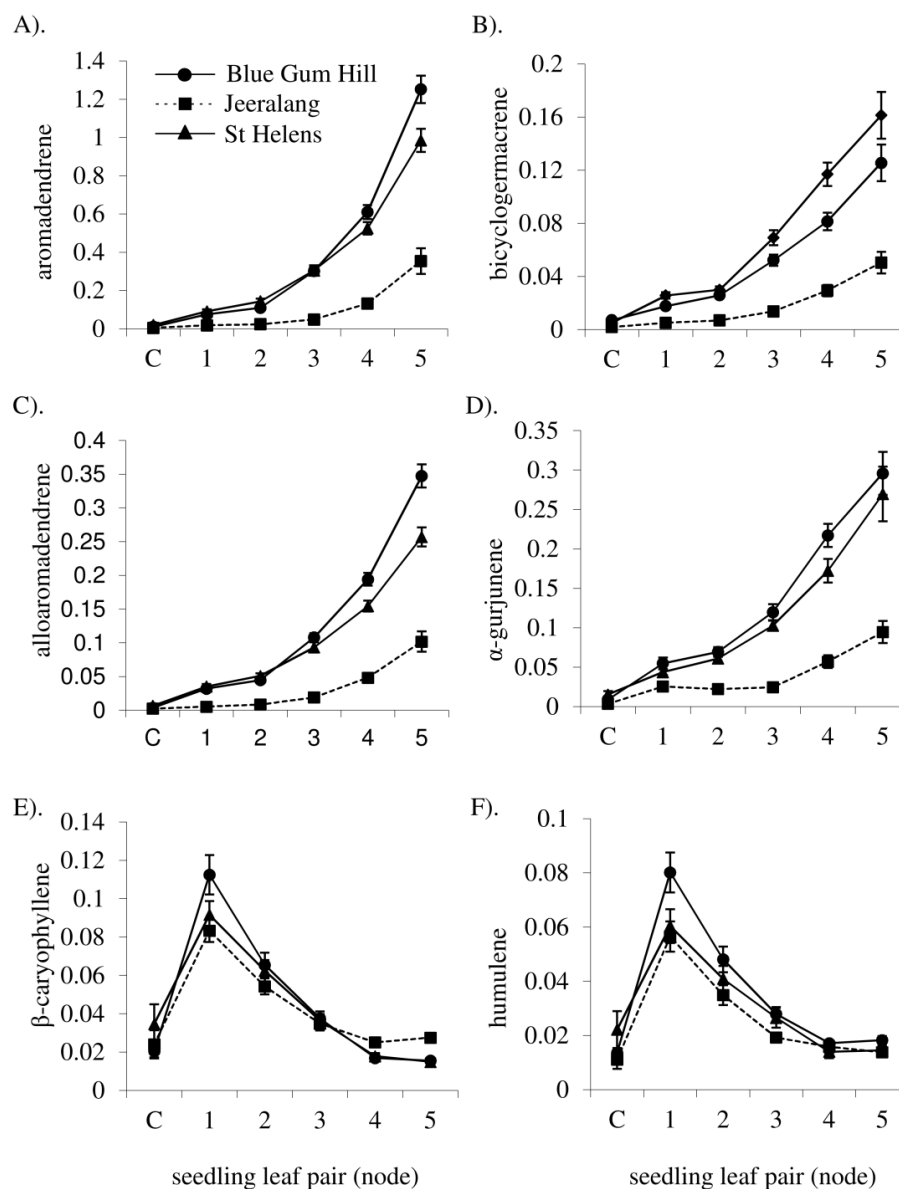 A).
aromadendrene
1.4
1.2
1
0.8
0.6
0.4
0.2
0
Blue Gum Hill
Jeeralang
St Helens
C 1 2 3 4 5
B).
bicyclogermacrene
0.2
0.16
0.12
0.08
0.04
0
C 1 2 3 4 5
C).
alloaromadendrene
0.4
0.35
0.3
0.25
0.2
0.15
0.1
0.05
0
C 1 2 3 4 5
D).
α-gurjunene
0.35
0.3
0.25
0.2
0.15
0.1
0.05
0
C 1 2 3 4 5
E).
β-caryophyllene
0.14
0.12
0.1
0.08
0.06
0.04
0.02
0
C 1 2 3 4 5
seedling leaf pair (node)
F).
humulene
0.1
0.08
0.06
0.04
0.02
0
C 1 2 3 4 5
seedling leaf pair (node)